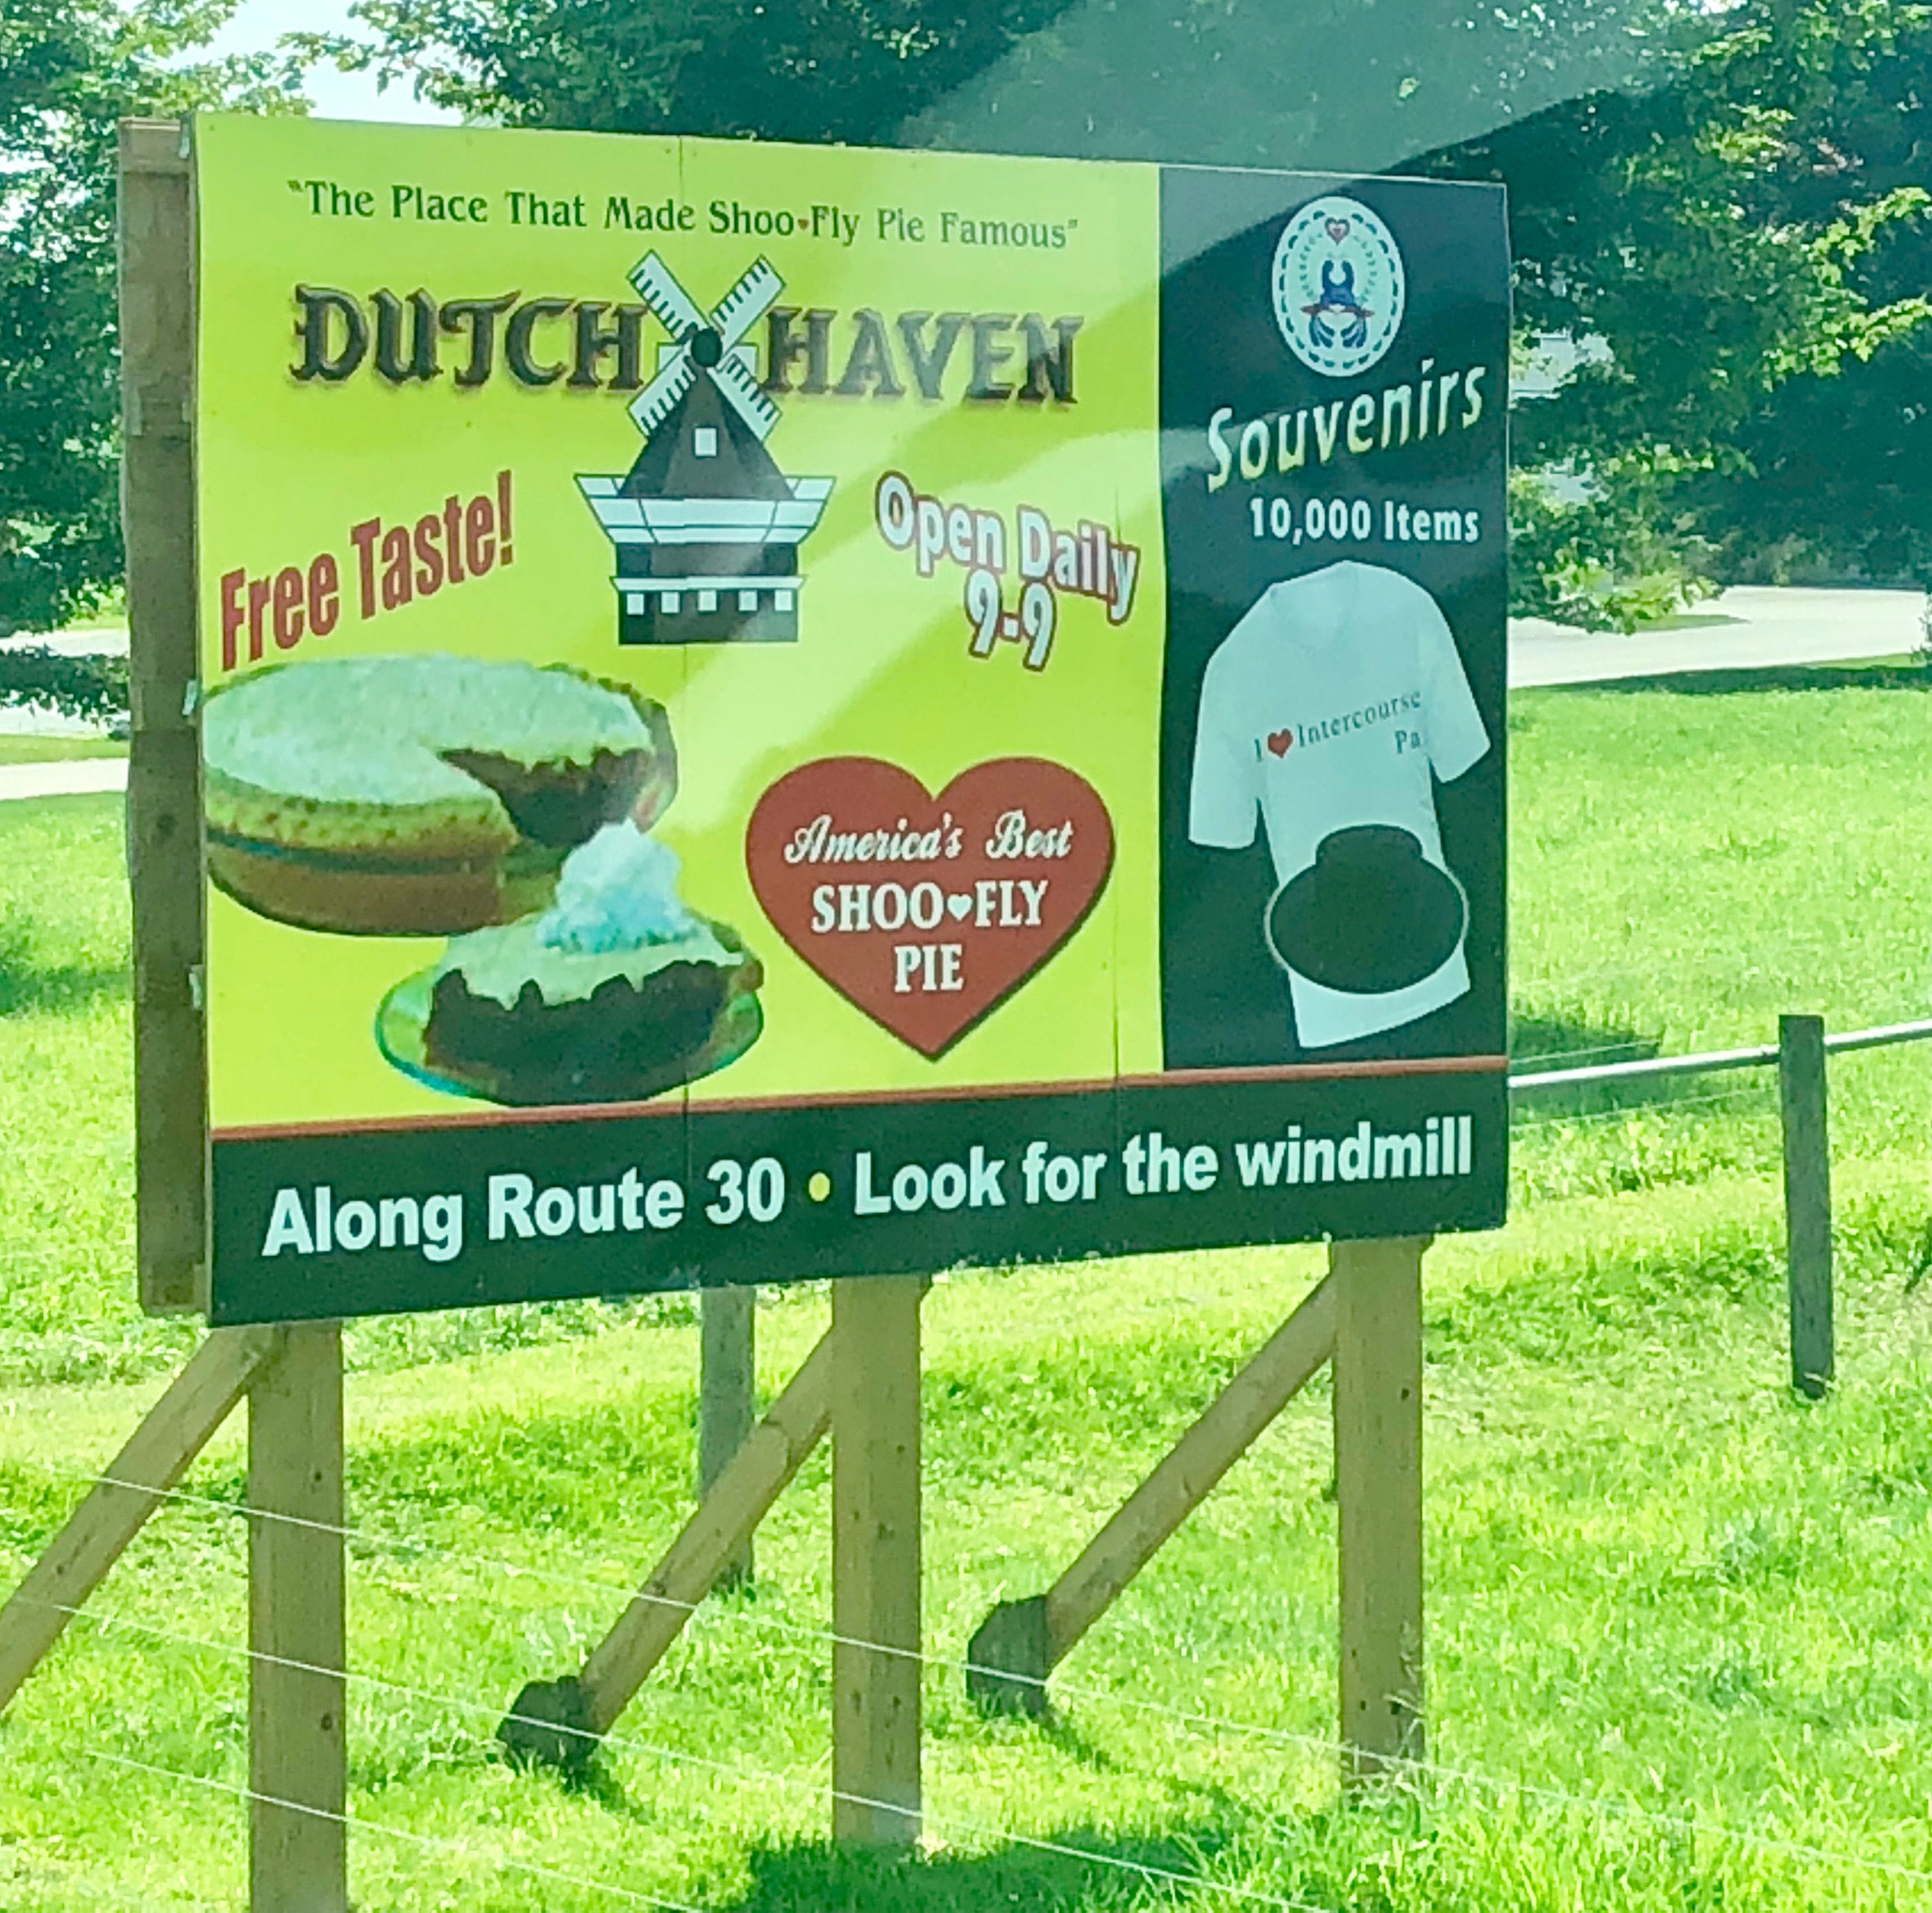 "The Place That Made Shoo♥Fly Pie Famous"
DUTCH HAVEN
Free Taste!
Open Daily
9-9
America's Best
SHOO♥FLY
PIE
Souvenirs
10,000 Items
I ♥ Intercourse
Pa
Along Route 30 • Look for the windmill